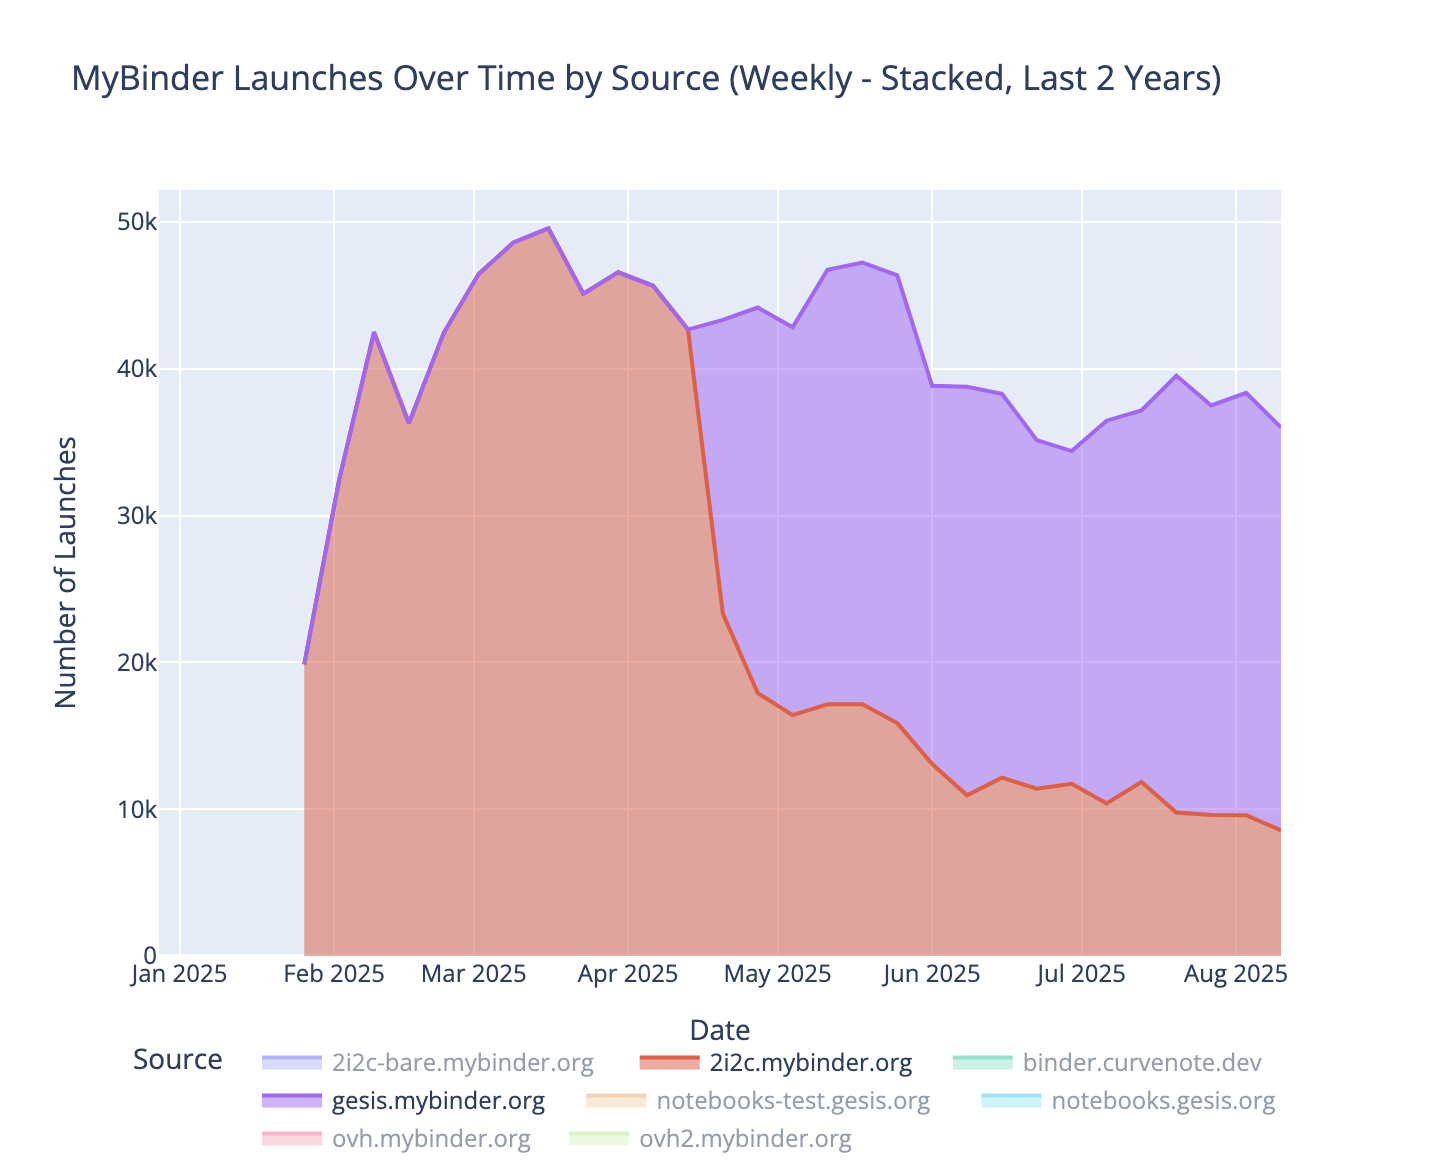 MyBinder Launches Over Time by Source (Weekly - Stacked, Last 2 Years)
50k
40k
30k
20k
10k
0
Number of Launches
Jan 2025 Feb 2025 Mar 2025 Apr 2025 May 2025 Jun 2025 Jul 2025 Aug 2025
Date
Source 2i2c-bare.mybinder.org 2i2c.mybinder.org binder.curvenote.dev
gesis.mybinder.org notebooks-test.gesis.org notebooks.gesis.org
ovh.mybinder.org ovh2.mybinder.org